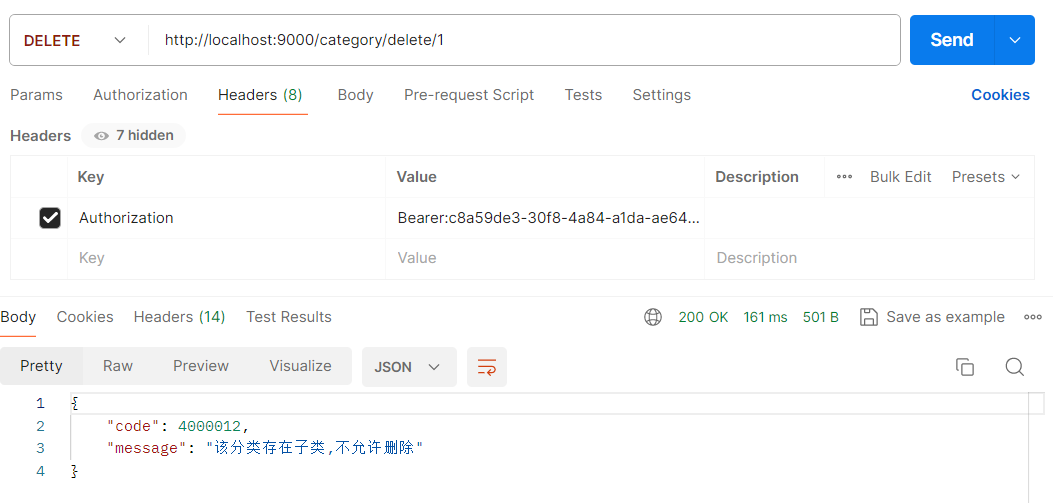 DELETE http://localhost:9000/category/delete/1 Send
Params Authorization Headers (8) Body Pre-request Script Tests Settings Cookies
Headers 7 hidden
Key Value Description Bulk Edit Presets
Authorization Bearer:c8a59de3-30f8-4a84-a1da-ae64...
Key Value Description
Body Cookies Headers (14) Test Results 200 OK 161 ms 501 B Save as example
Pretty Raw Preview Visualize JSON
1 {
2 "code": 4000012,
3 "message": "该分类存在子类,不允许删除"
4 }